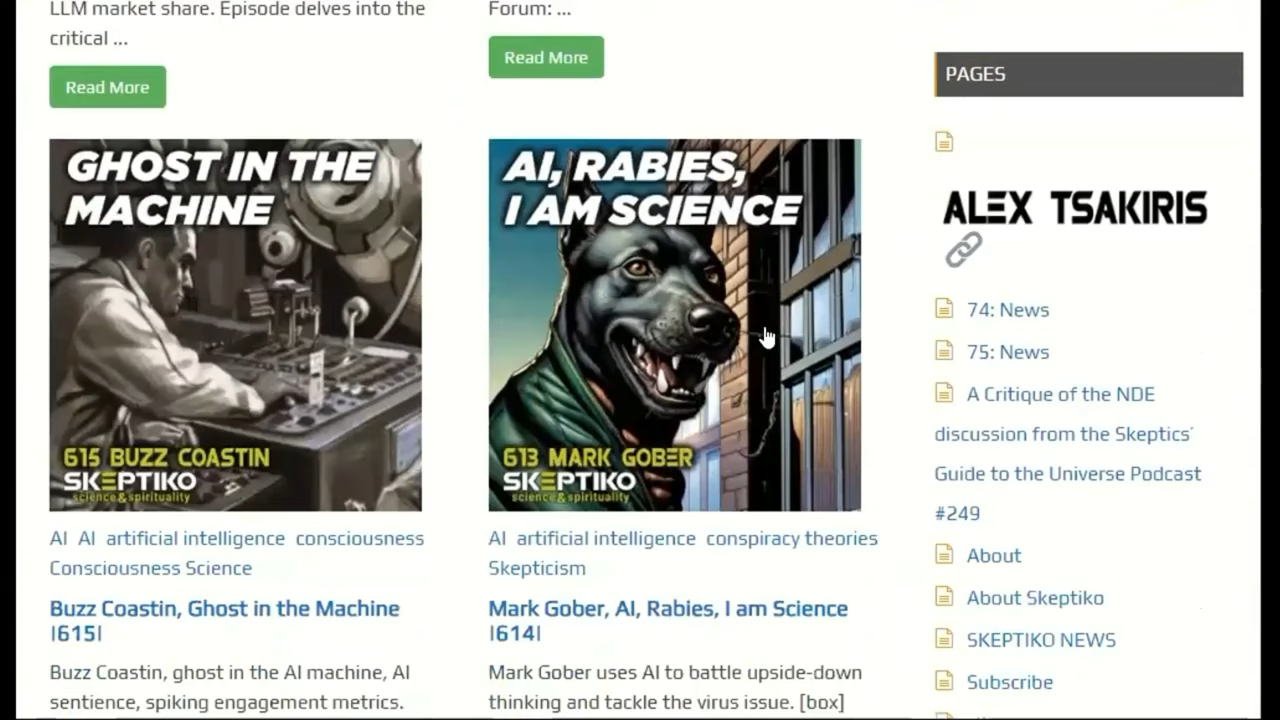 LLM market share. Episode delves into the
critical ...
Read More
Forum: ...
Read More
GHOST IN THE
MACHINE
615 BUZZ COASTIN
SKEPTIKO
science&spirituality
AI AI artificial intelligence consciousness
Consciousness Science
Buzz Coastin, Ghost in the Machine
|615|
Buzz Coastin, ghost in the AI machine, AI
sentience, spiking engagement metrics.
AI, RABIES,
I AM SCIENCE
613 MARK GOBER
SKEPTIKO
science&spirituality
AI artificial intelligence conspiracy theories
Skepticism
Mark Gober, AI, Rabies, I am Science
|614|
Mark Gober uses AI to battle upside-down
thinking and tackle the virus issue. [box]
PAGES
ALEX TSAKIRIS
74: News
75: News
A Critique of the NDE
discussion from the Skeptics’
Guide to the Universe Podcast
#249
About
About Skeptiko
SKEPTIKO NEWS
Subscribe